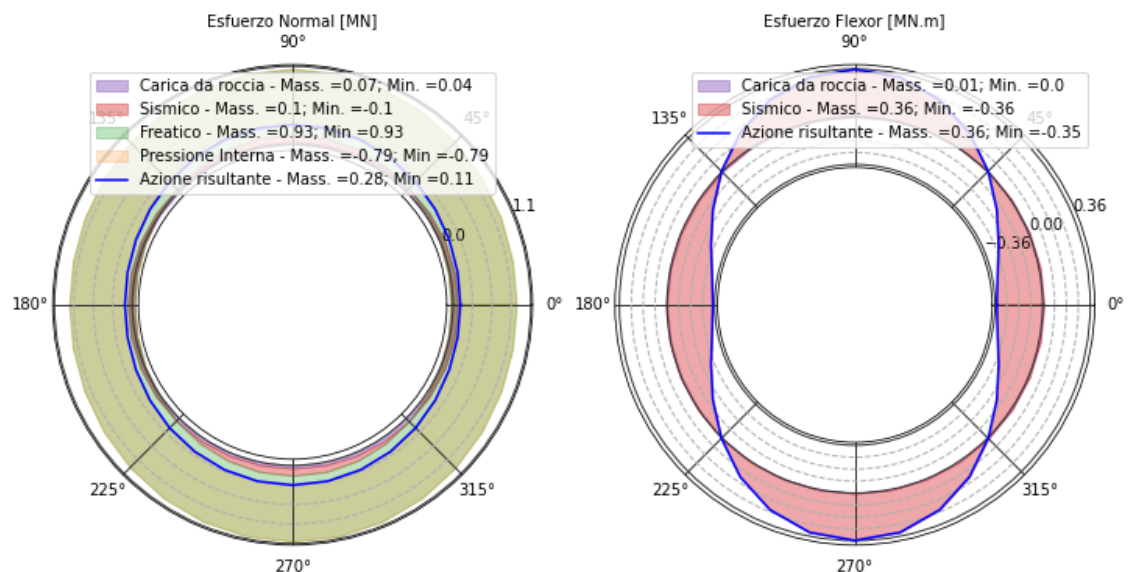 Esfuerzo Normal [MN]
90°
Carica da roccia - Mass. =0.07; Min. =0.04
Sismico - Mass. =0.1; Min. =-0.1
Freatico - Mass. =0.93; Min =0.93
Pressione Interna - Mass. =-0.79; Min =-0.79
Azione risultante - Mass. =0.28; Min =0.11
135°
45°
1.1
0.0
180°
0°
225°
315°
270°
Esfuerzo Flexor [MN.m]
90°
Carica da roccia - Mass. =0.01; Min. =0.0
Sismico - Mass. =0.36; Min. =-0.36
Azione risultante - Mass. =0.36; Min =-0.35
135°
45°
0.36
0.00
−0.36
180°
0°
225°
315°
270°